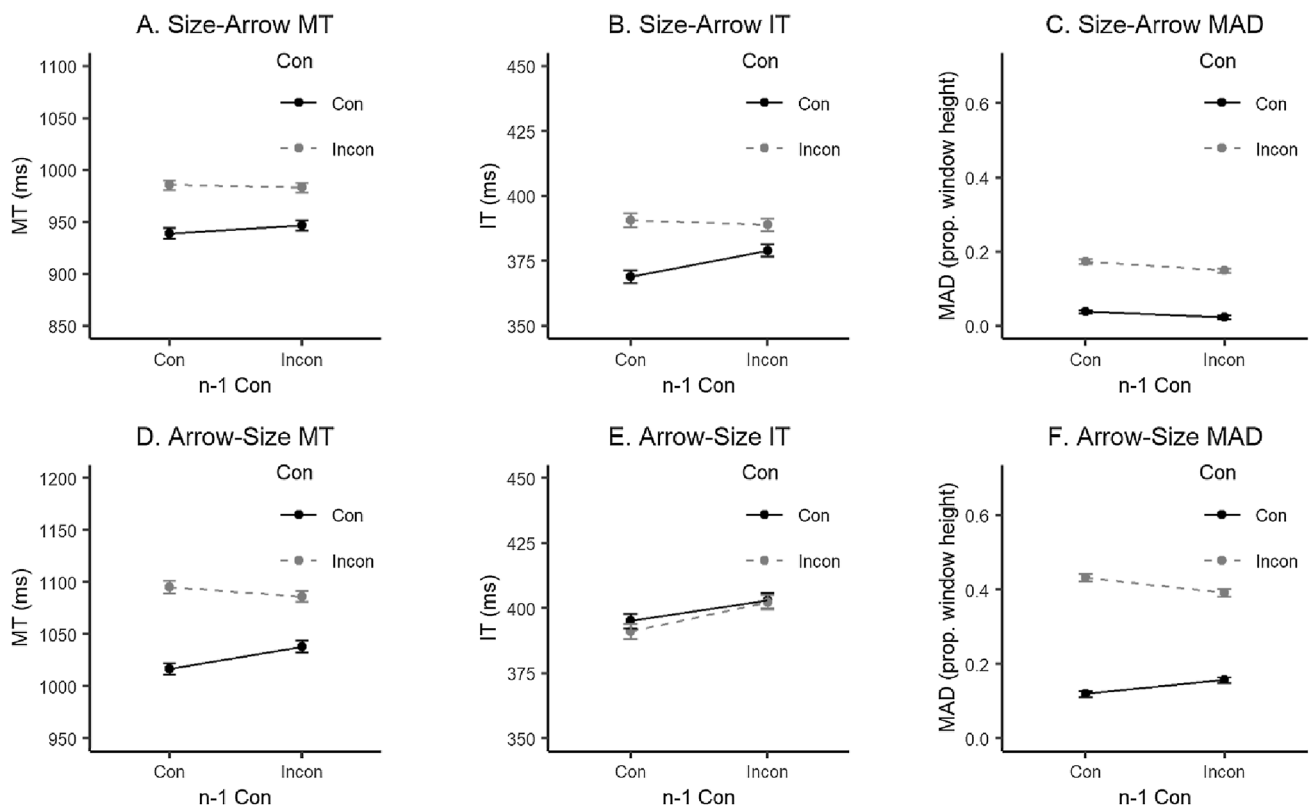 A. Size-Arrow MT
Con
Con
Incon
MT (ms)
1100
1050
1000
950
900
850
Con
Incon
n-1 Con
B. Size-Arrow IT
Con
Con
Incon
IT (ms)
450
425
400
375
350
Con
Incon
n-1 Con
C. Size-Arrow MAD
Con
Con
Incon
MAD (prop. window height)
0.6
0.4
0.2
0.0
Con
Incon
n-1 Con
D. Arrow-Size MT
Con
Con
Incon
MT (ms)
1200
1150
1100
1050
1000
950
Con
Incon
n-1 Con
E. Arrow-Size IT
Con
Con
Incon
IT (ms)
450
425
400
375
350
Con
Incon
n-1 Con
F. Arrow-Size MAD
Con
Con
Incon
MAD (prop. window height)
0.6
0.4
0.2
0.0
Con
Incon
n-1 Con